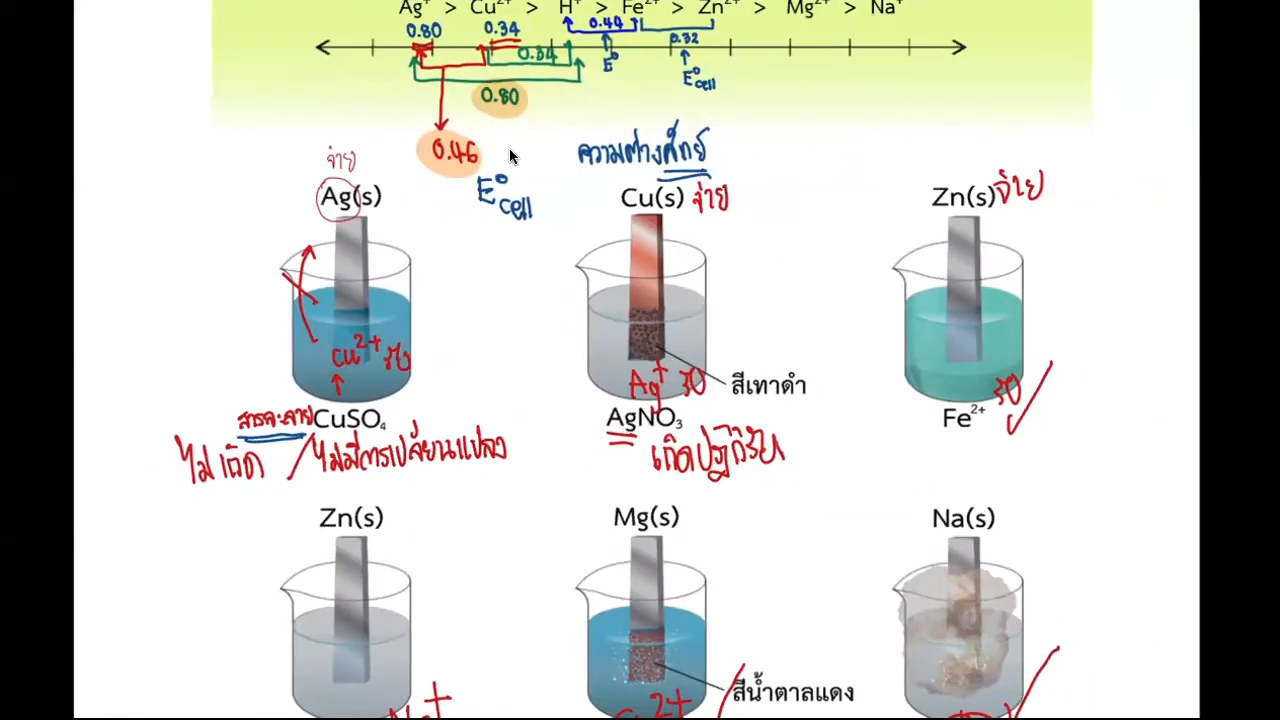 Ag⁺ > Cu²⁺ > H⁺ > Fe²⁺ > Zn²⁺ > Mg²⁺ > Na⁺
0.80 0.34 0.44 0.32
0.34 E° E°cell
0.80
0.46 ความต่างศักย์
E°cell
จ่าย จ่าย จ่าย
Ag(s) Cu(s) Zn(s)
Cu²⁺ รับ Ag⁺ รับ สีเทาดำ รับ
สารละลาย CuSO₄ AgNO₃ Fe²⁺
ไม่เกิด / ไม่มีการเปลี่ยนแปลง เกิดปฏิกิริยา
Zn(s) Mg(s) Na(s)
สีน้ำตาลแดง